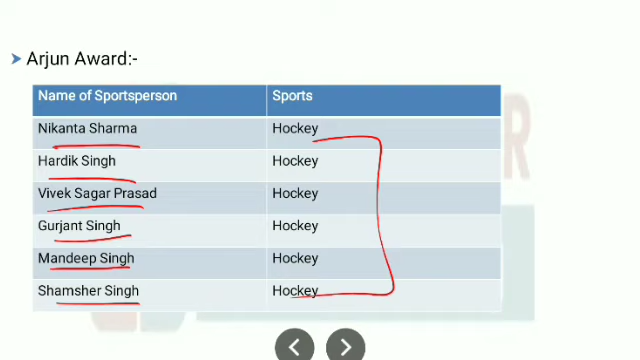 Arjun Award:-
Name of Sportsperson Sports
Nikanta Sharma Hockey
Hardik Singh Hockey
Vivek Sagar Prasad Hockey
Gurjant Singh Hockey
Mandeep Singh Hockey
Shamsher Singh Hockey